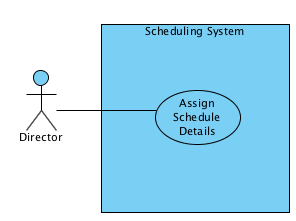 Scheduling System
Assign
Schedule
Details
Director